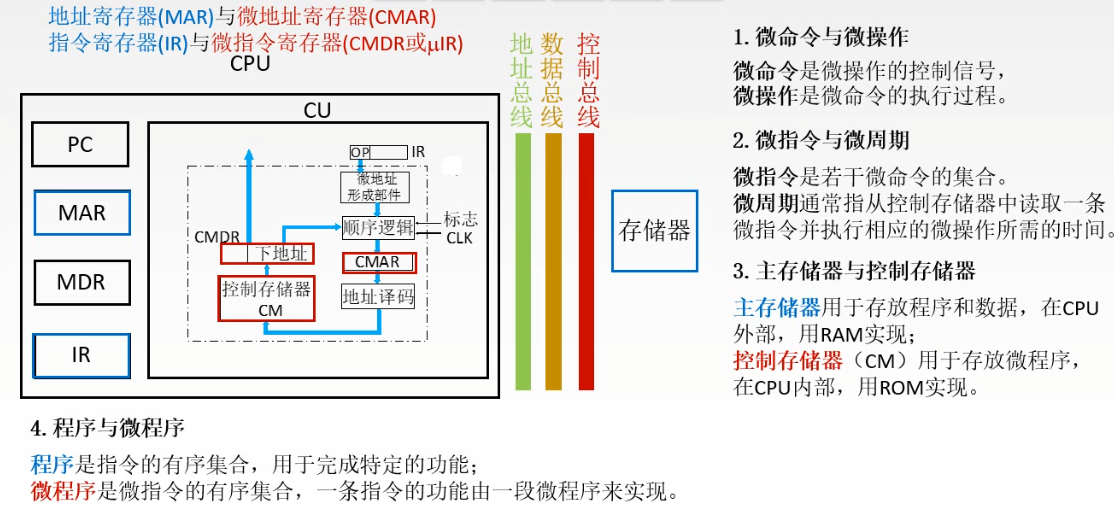 地址寄存器(MAR)与微地址寄存器(CMAR)
指令寄存器(IR)与微指令寄存器(CMDR或μIR)
CPU
CU
PC
MAR
MDR
IR
OP
IR
微地址
形成部件
顺序逻辑
标志
CLK
CMDR
下地址
CMAR
控制存储器
CM
地址译码
地址总线
数据总线
控制总线
存储器
1. 微命令与微操作
微命令是微操作的控制信号，
微操作是微命令的执行过程。
2. 微指令与微周期
微指令是若干微命令的集合。
微周期通常指从控制存储器中读取一条
微指令并执行相应的微操作所需的时间。
3. 主存储器与控制存储器
主存储器用于存放程序和数据，在CPU
外部，用RAM实现；
控制存储器（CM）用于存放微程序，
在CPU内部，用ROM实现。
4. 程序与微程序
程序是指令的有序集合，用于完成特定的功能；
微程序是微指令的有序集合，一条指令的功能由一段微程序来实现。